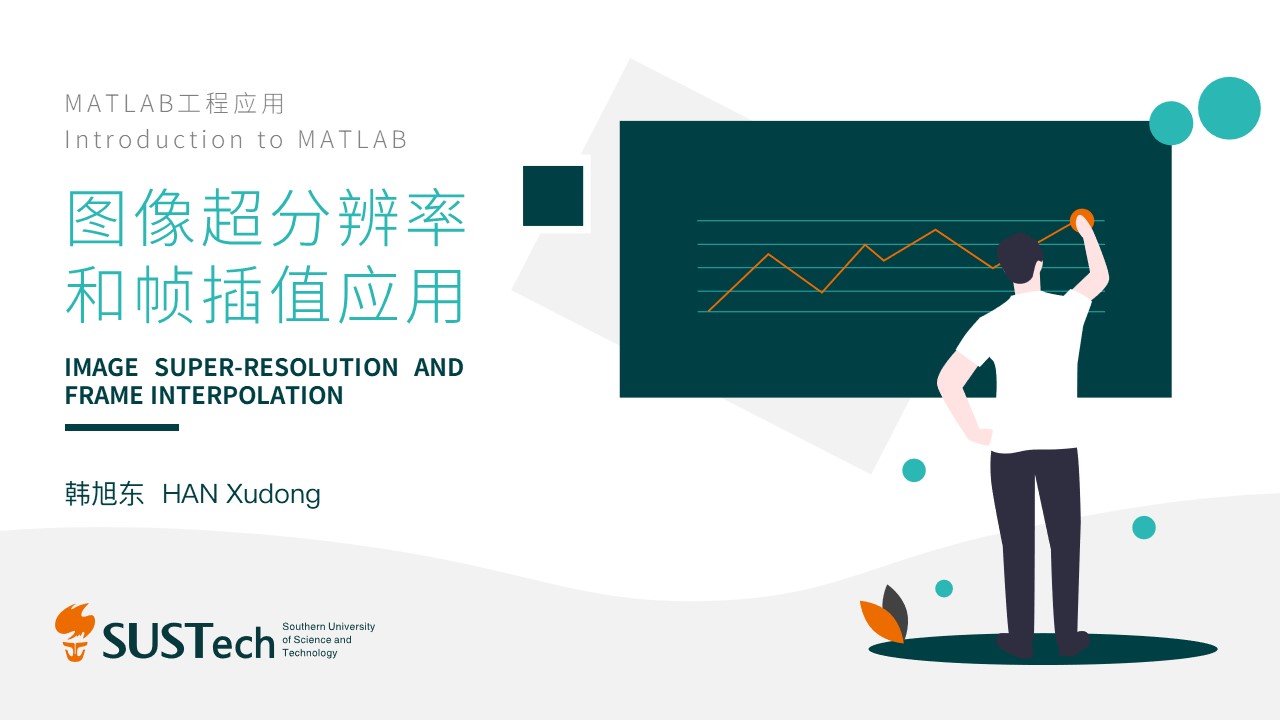 MATLAB工程应用
Introduction to MATLAB
图像超分辨率
和帧插值应用
IMAGE SUPER-RESOLUTION AND
FRAME INTERPOLATION
韩旭东 HAN Xudong
SUSTech
Southern University
of Science and
Technology